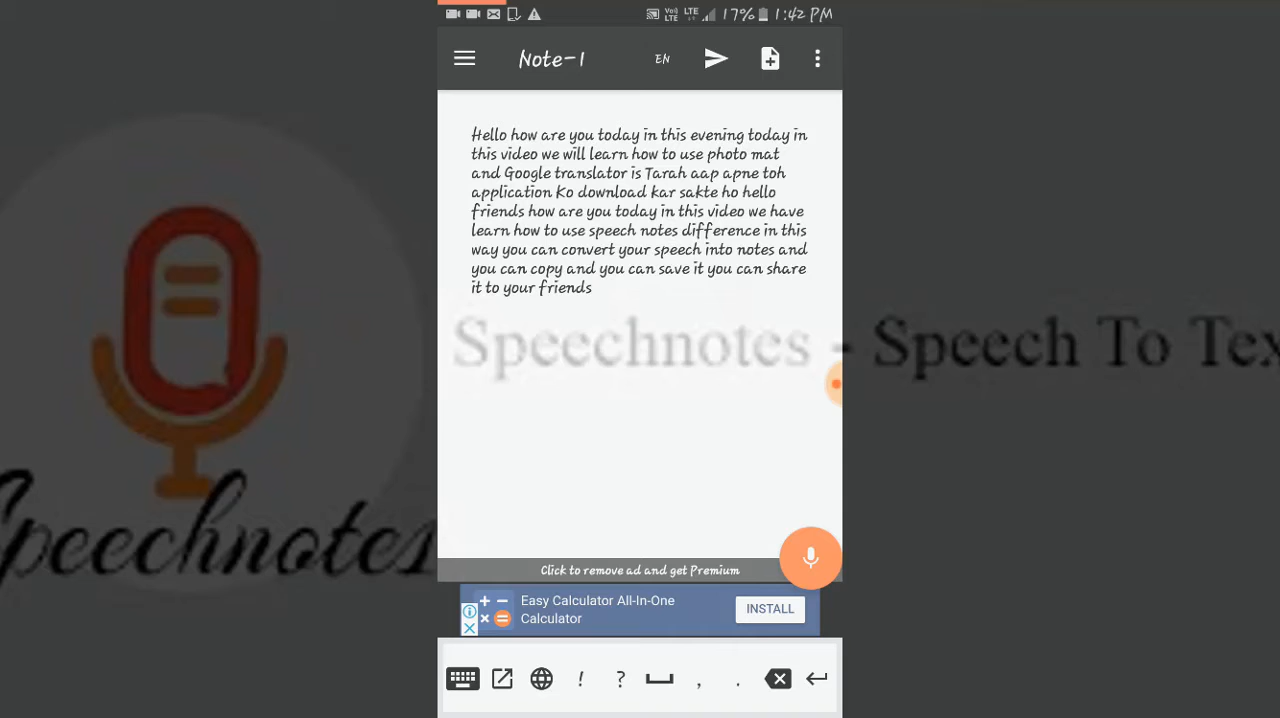 17% 1:42 PM
Note-1
EN
Hello how are you today in this evening today in
this video we will learn how to use photo mat
and Google translator is Tarah aap apne toh
application Ko download kar sakte ho hello
friends how are you today in this video we have
learn how to use speech notes difference in this
way you can convert your speech into notes and
you can copy and you can save it you can share
it to your friends
Speechnotes - Speech To Tex
Speechnotes
Click to remove ad and get Premium
Easy Calculator All-In-One
Calculator
INSTALL
! ? , .